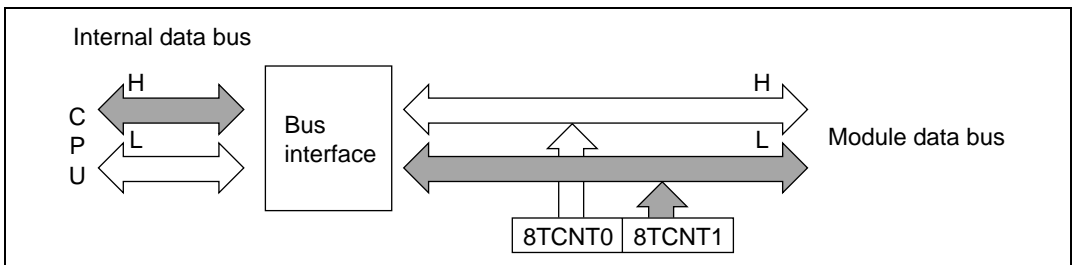 Internal data bus
H
H
C
P
U
L
L
Bus
interface
Module data bus
8TCNT0
8TCNT1